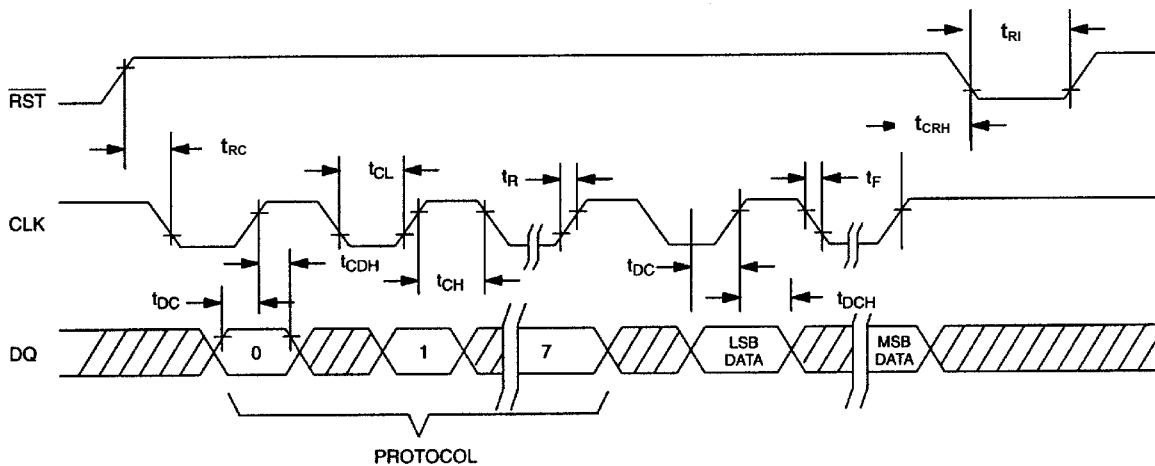 tRI
RST
tCRH
tRC
tCL
tR
tF
CLK
tCDH
tDC
tCH
tDC
tDCH
DQ 0 1 7 LSB DATA MSB DATA
PROTOCOL